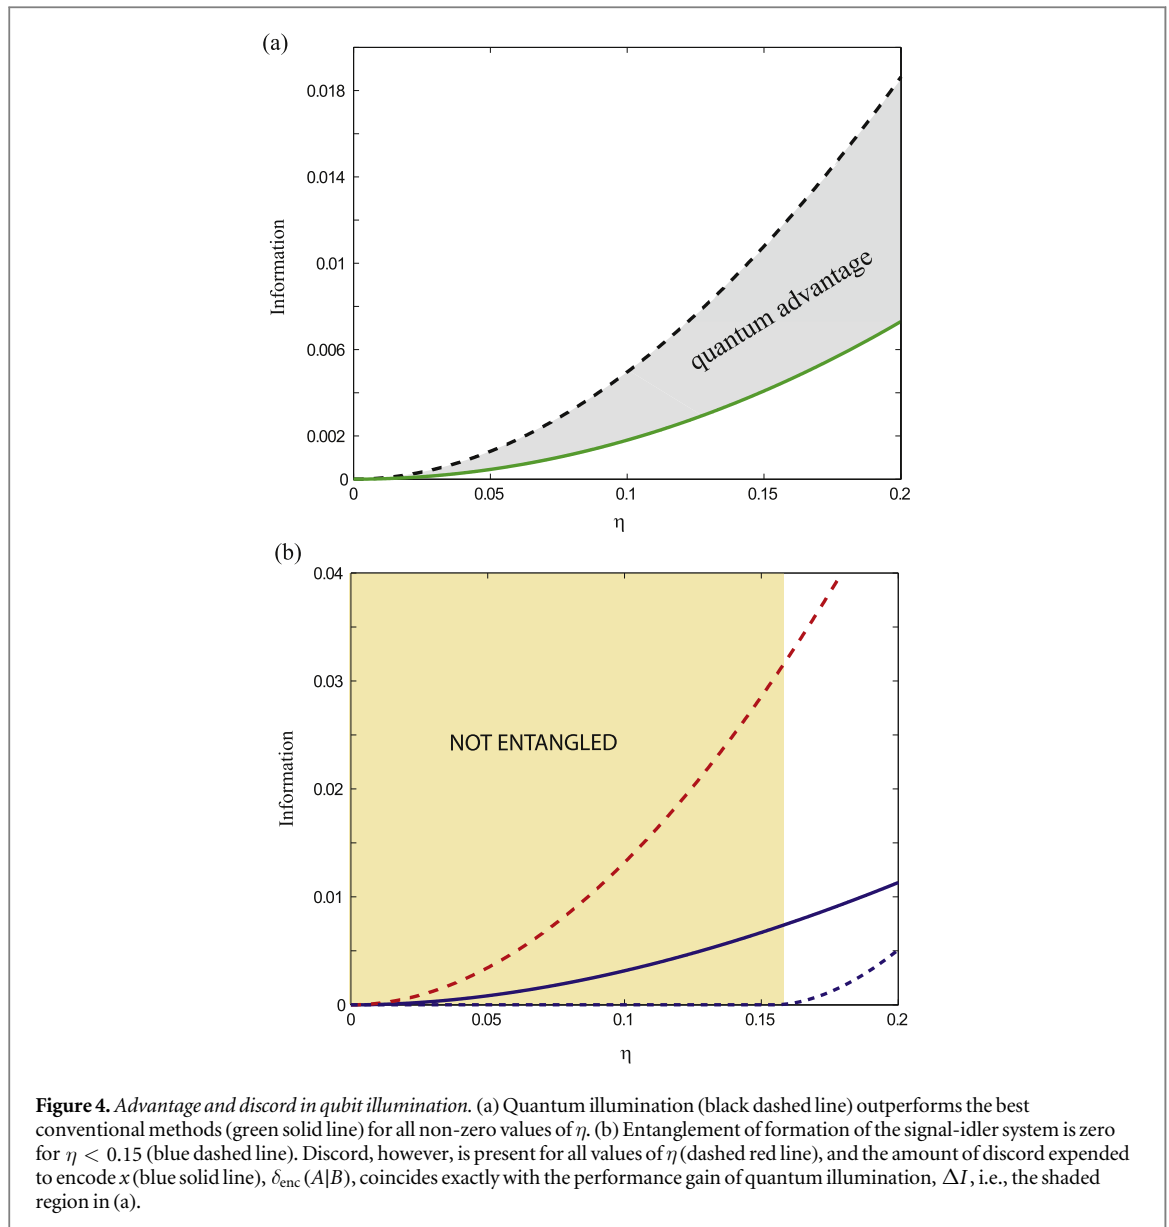 (a)
0.018
0.014
0.01
0.006
0.002
0
Information
quantum advantage
0 0.05 0.1 0.15 0.2
η
(b)
0.04
0.03
0.02
0.01
0
Information
NOT ENTANGLED
0 0.05 0.1 0.15 0.2
η
Figure 4. Advantage and discord in qubit illumination. (a) Quantum illumination (black dashed line) outperforms the best
conventional methods (green solid line) for all non-zero values of η. (b) Entanglement of formation of the signal-idler system is zero
for η < 0.15 (blue dashed line). Discord, however, is present for all values of η (dashed red line), and the amount of discord expended
to encode x (blue solid line), δenc (A|B), coincides exactly with the performance gain of quantum illumination, ΔI, i.e., the shaded
region in (a).